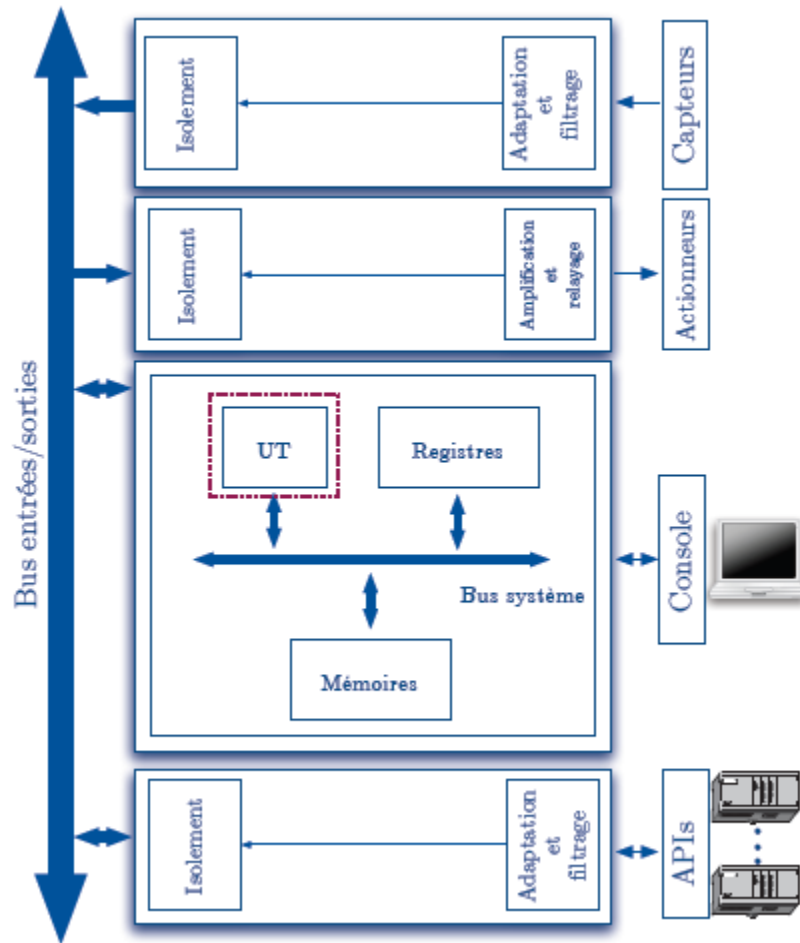 Bus entrées/sorties
Isolement
Adaptation
et
filtrage
Capteurs
Isolement
Amplification
et
relayage
Actionneurs
UT
Registres
Bus système
Mémoires
Console
Isolement
Adaptation
et
filtrage
APIs